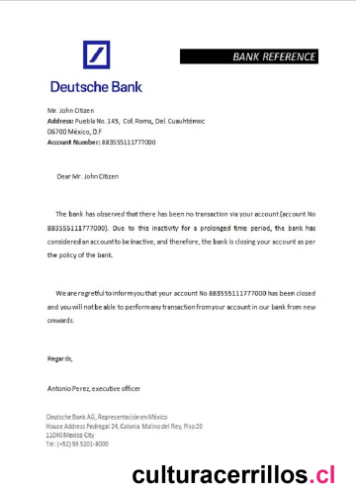 BANK REFERENCE
Deutsche Bank
Mr. John Citizen
Address: Puebla No. 145, Col. Roma, Del. Cuauhtémoc
06700 México, D.F
Account Number: 883555111777000
Dear Mr. John Citizen
The bank has observed that there has been no transaction via your account (account No
883555111777000). Due to this inactivity for a prolonged time period, the bank has
considered an account to be inactive, and therefore, the bank is closing your account as per
the policy of the bank.
We are regretful to inform you that your account No 883555111777000 has been closed
and you will not be able to perform any transaction from your account in our bank from new
onwards.
Regards,
Antonio Perez, executive officer
Deutsche Bank AG, Representación en México
House Address Pedregal 24, Colonia Molino del Rey, Piso 20
11040 México City
Tel: (+52) 55 5201-8000
culturacerrillos.cl